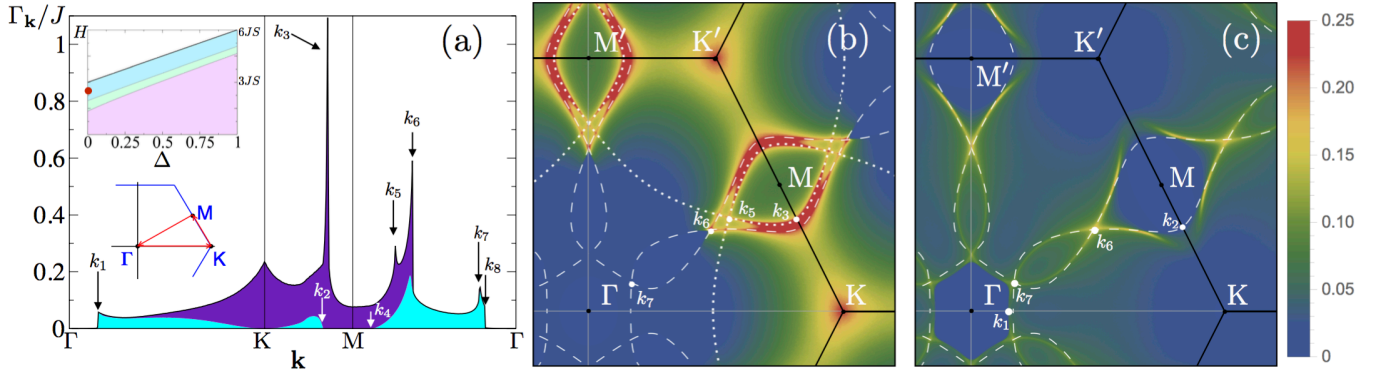 Γ_k/J
(a)
1
0.8
0.6
0.4
0.2
0
H
6JS
3JS
0
0.25
0.5
0.75
1
Δ
Γ
M
K
k_1
k_2
k_3
k_4
k_5
k_6
k_7
k_8
Γ
K
M
Γ
k
(b)
M′
K′
M
k_5
k_3
k_6
k_7
Γ
K
(c)
K′
M′
M
k_2
k_6
k_7
Γ
k_1
K
0.25
0.20
0.15
0.10
0.05
0